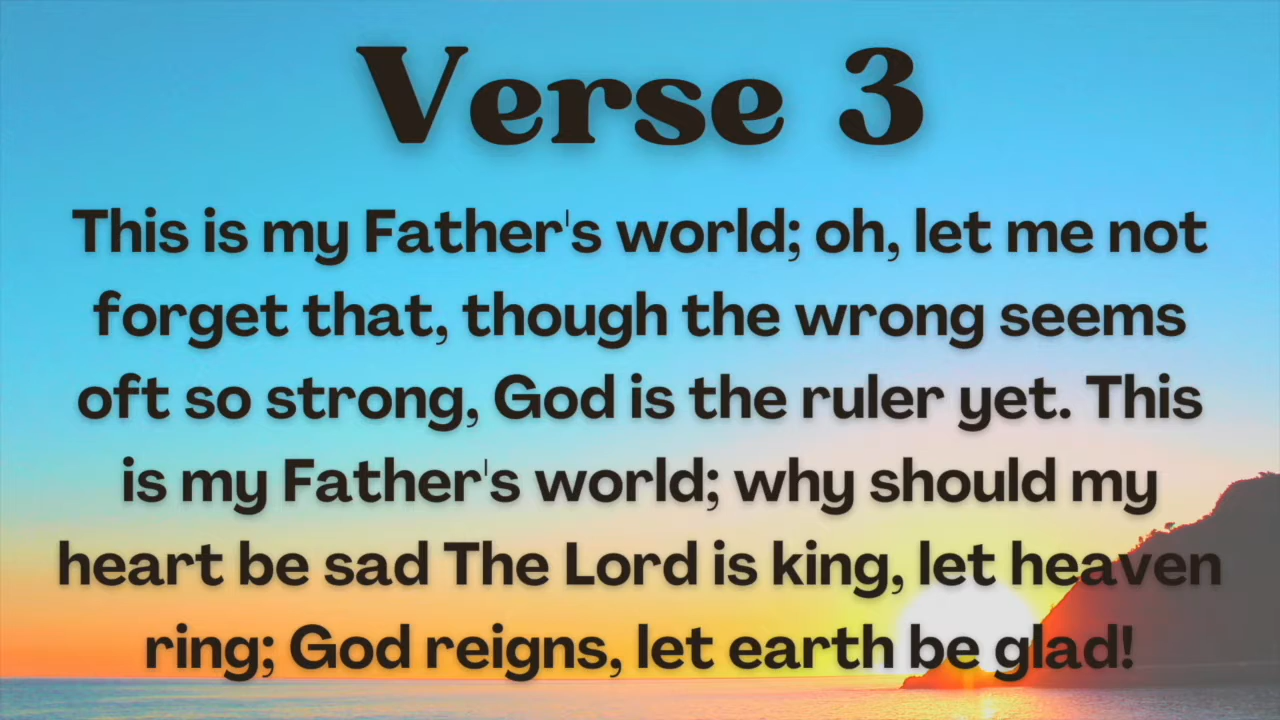 Verse 3
This is my Father's world; oh, let me not
forget that, though the wrong seems
oft so strong, God is the ruler yet. This
is my Father's world; why should my
heart be sad The Lord is king, let heaven
ring; God reigns, let earth be glad!